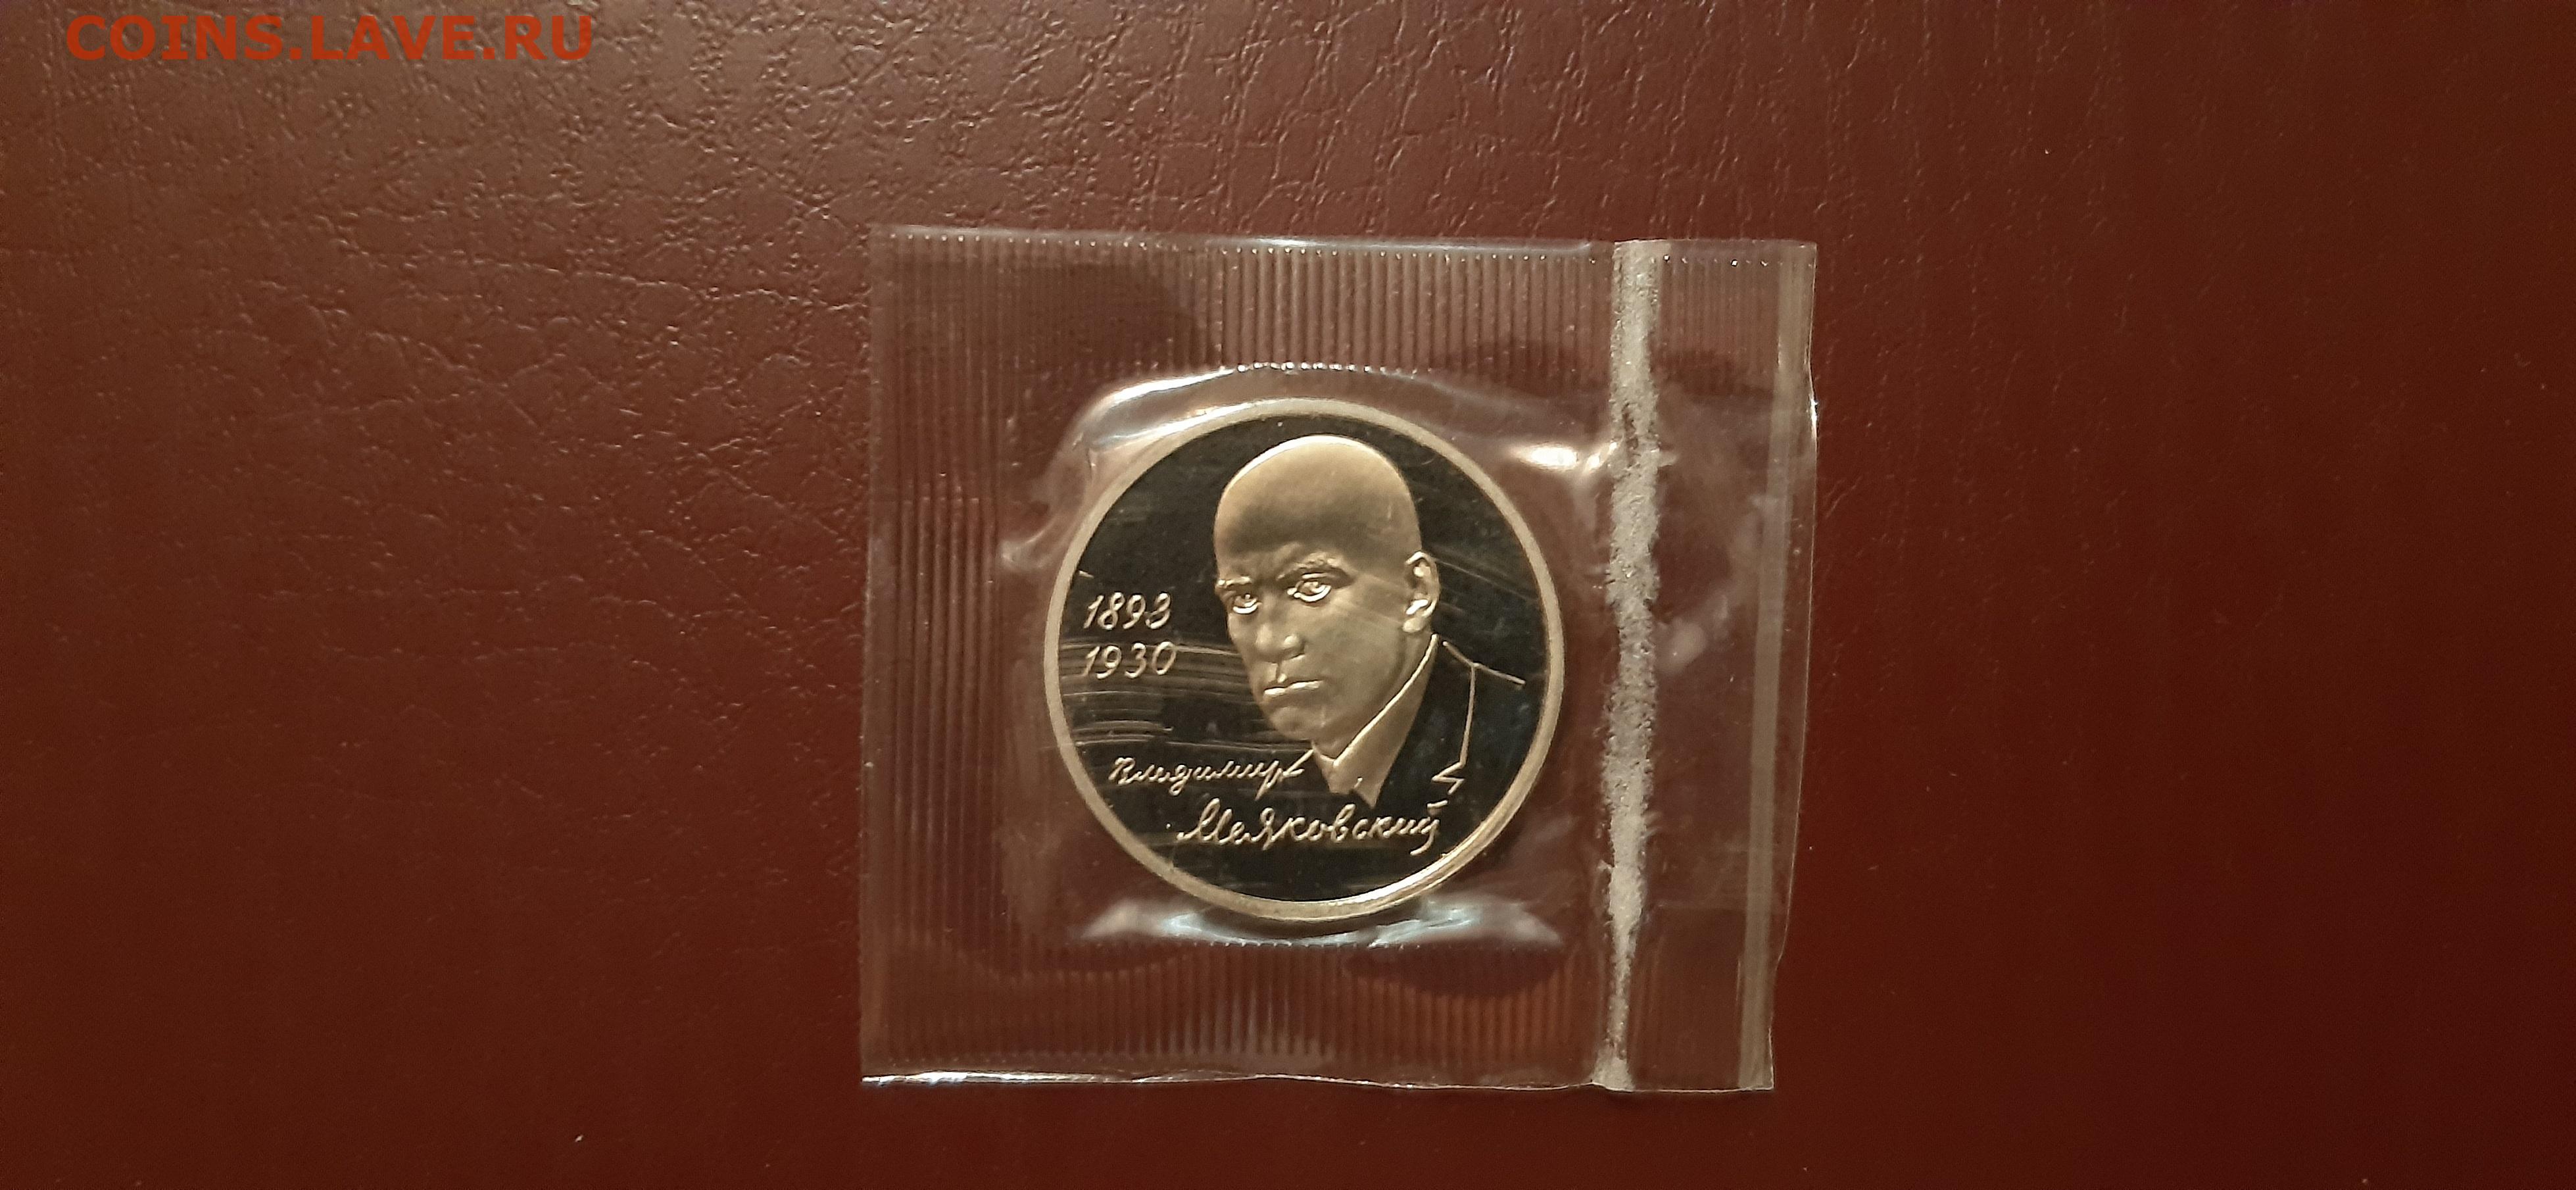 COINS.LAVE.RU
1893
1930
Владимир
Маяковский